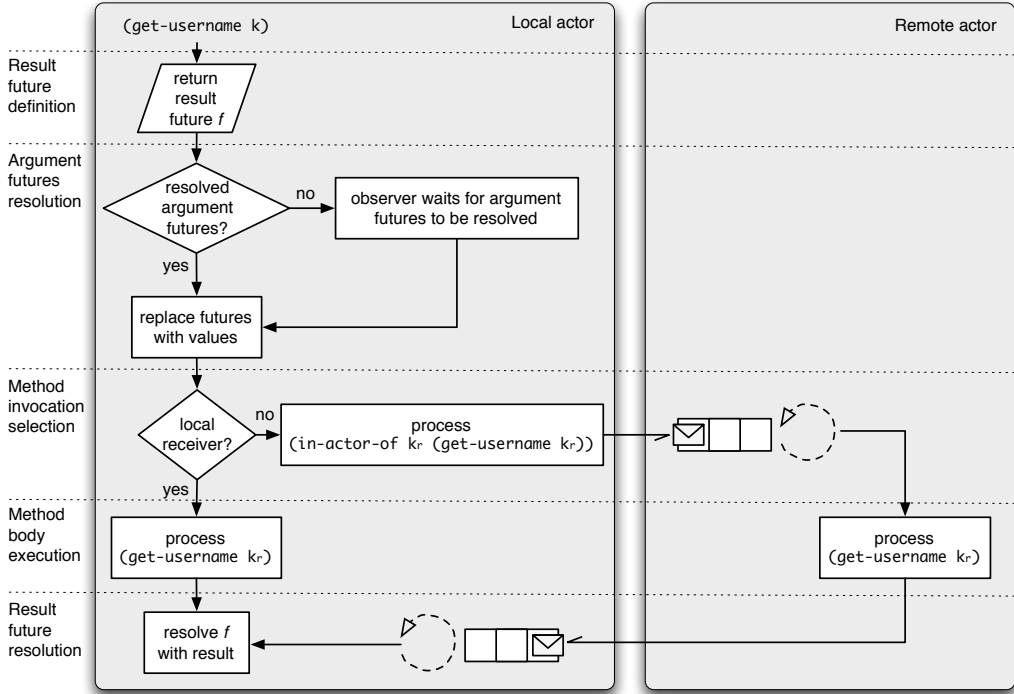 (get-username k)
Local actor
Remote actor
Result
future
definition
return
result
future f
Argument
futures
resolution
resolved
argument
futures?
no
observer waits for argument
futures to be resolved
yes
replace futures
with values
Method
invocation
selection
local
receiver?
no
process
(in-actor-of kr (get-username kr))
yes
Method
body
execution
process
(get-username kr)
process
(get-username kr)
Result
future
resolution
resolve f
with result